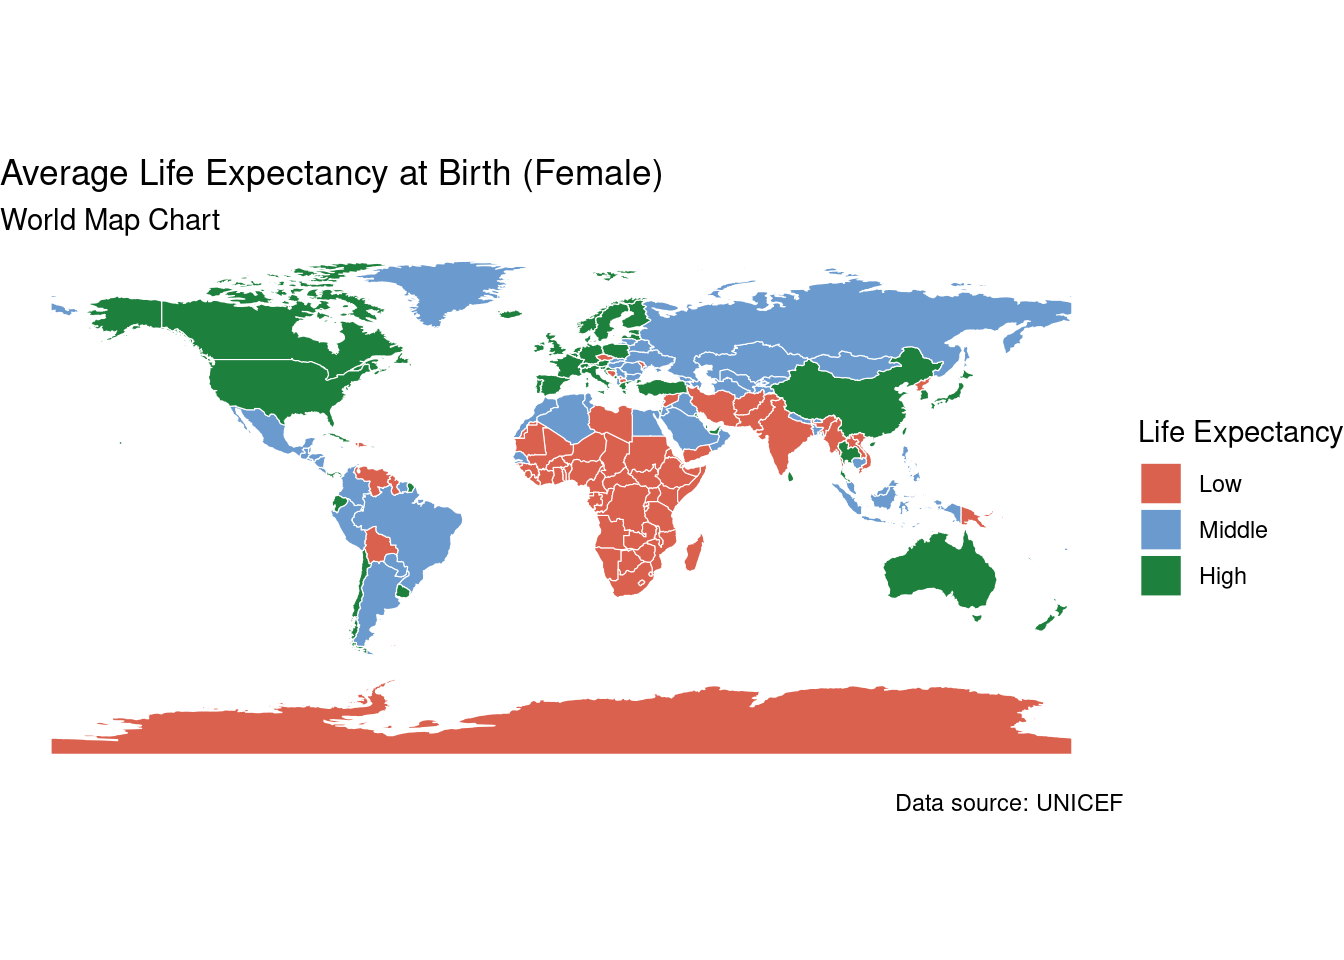 Average Life Expectancy at Birth (Female)
World Map Chart
Life Expectancy
Low
Middle
High
Data source: UNICEF